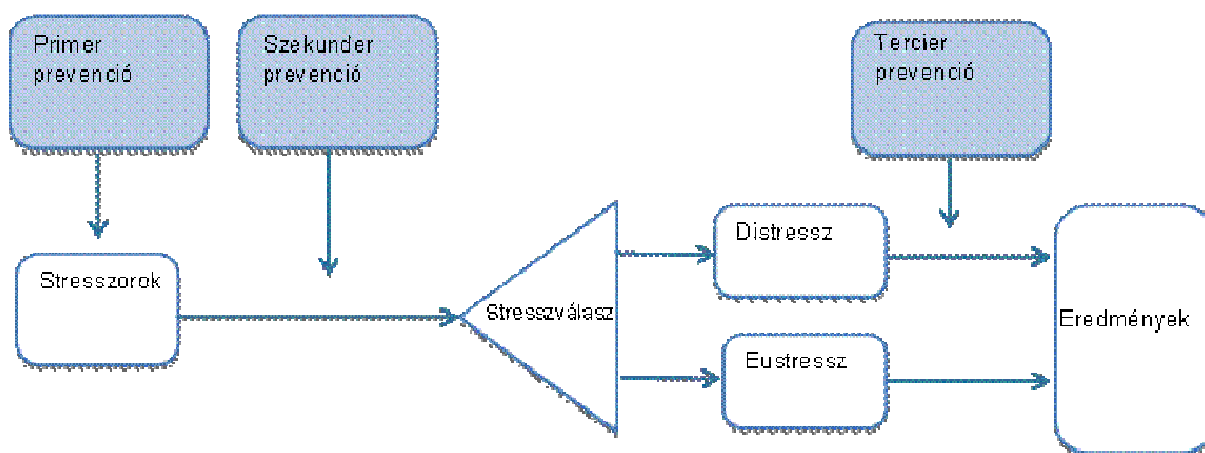 Primer
prevenció
Szekunder
prevenció
Tercier
prevenció
Stresszorok
Stresszválasz
Distressz
Eustressz
Eredmények